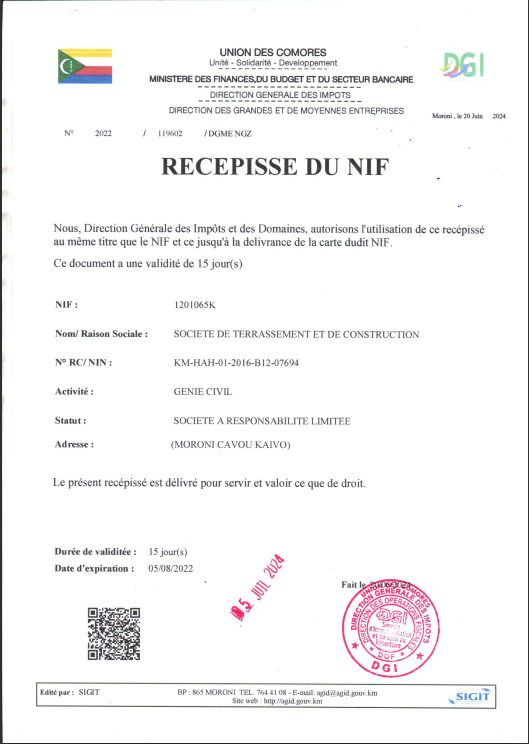 UNION DES COMORES
Unité - Solidarité - Developpement
DGI
MINISTERE DES FINANCES,DU BUDGET ET DU SECTEUR BANCAIRE
DIRECTION GENERALE DES IMPOTS
DIRECTION DES GRANDES ET DE MOYENNES ENTREPRISES
Moroni , le 20 Juin 2024
N° 2022 / 119602 / DGME NGZ
RECEPISSE DU NIF
Nous, Direction Générale des Impôts et des Domaines, autorisons l'utilisation de ce recépissé
au même titre que le NIF et ce jusqu'à la delivrance de la carte dudit NIF.
Ce document a une validité de 15 jour(s)
NIF : 1201065K
Nom/ Raison Sociale : SOCIETE DE TERRASSEMENT ET DE CONSTRUCTION
N° RC/ NIN : KM-HAH-01-2016-B12-07694
Activité : GENIE CIVIL
Statut : SOCIETE A RESPONSABILITE LIMITEE
Adresse : (MORONI CAVOU KAIVO)
Le présent recépissé est délivré pour servir et valoir ce que de droit.
Durée de validitée : 15 jour(s)
Date d'expiration : 05/08/2022
05 JUIL 2024
Fait le
UNION DES COMORES
DIRECTION GENERALE DES IMPOTS
DIRECTION DES OPERATIONS FISCALES
DGI
Service
DOF
DGI
Edité par : SIGIT
BP : 865 MORONI TEL. 764 41 08 - E-mail: agid@agid.gouv.km
Site web : http://agid.gouv.km
SIGIT